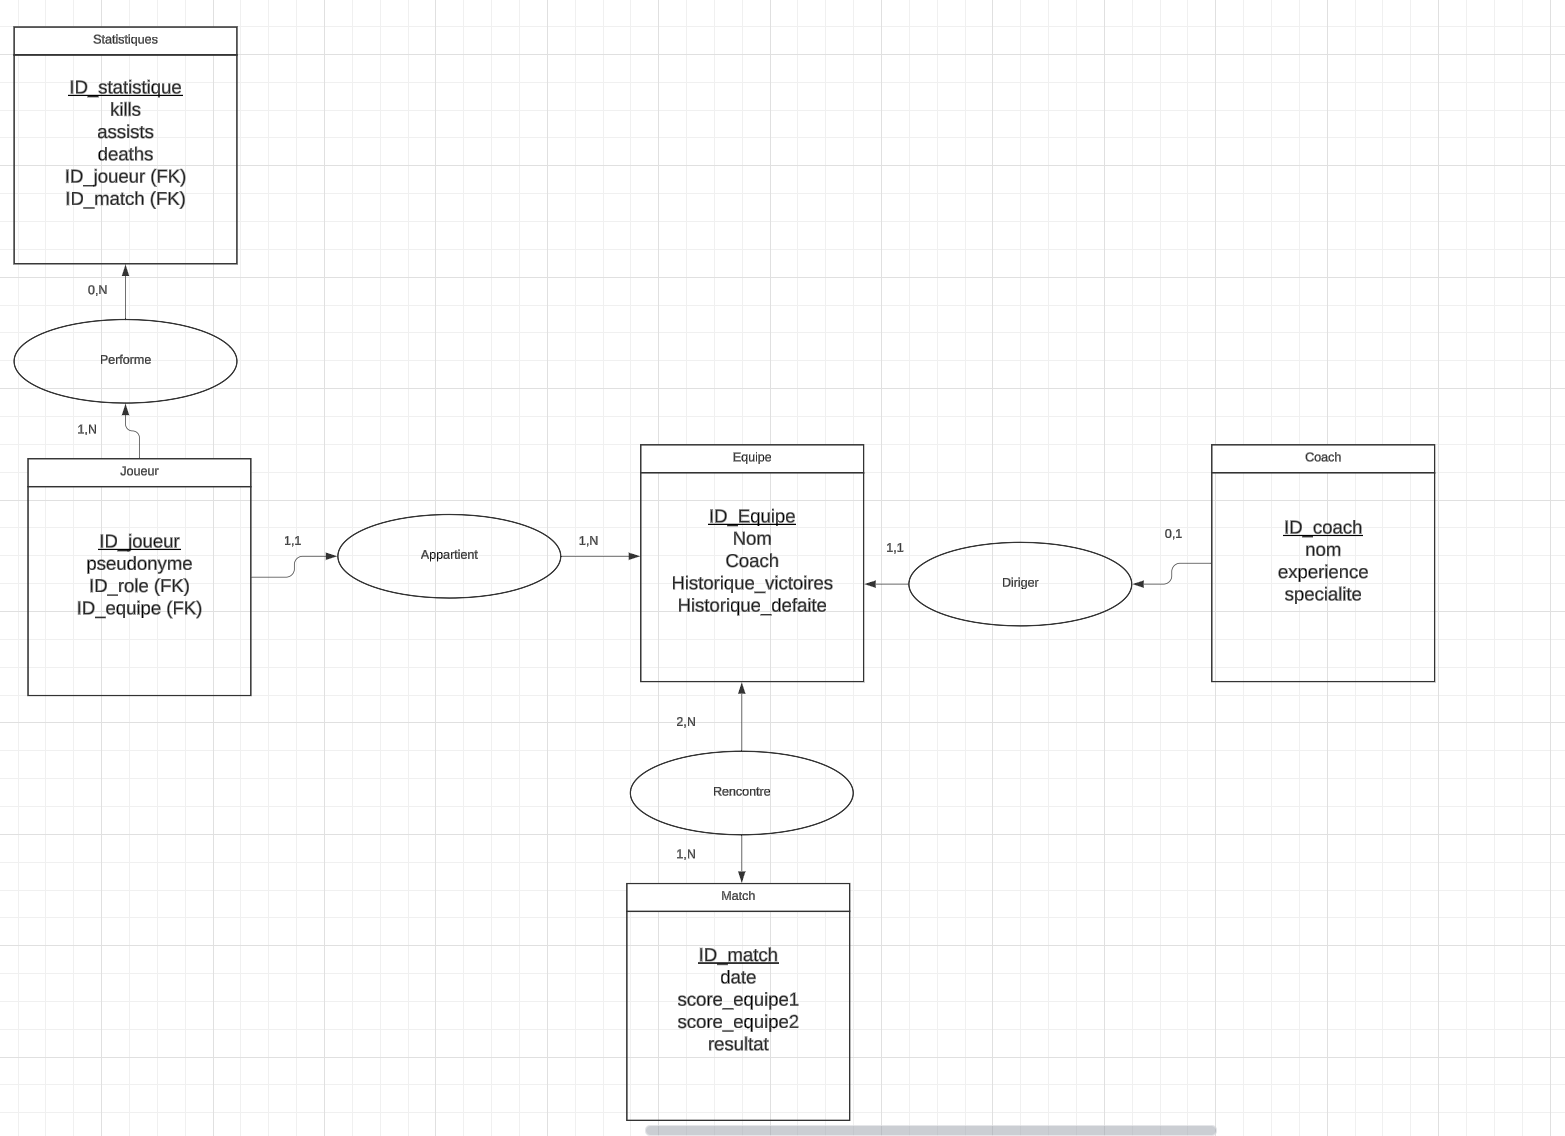 Statistiques
ID_statistique
kills
assists
deaths
ID_joueur (FK)
ID_match (FK)
0,N
Performe
1,N
Joueur
ID_joueur
pseudonyme
ID_role (FK)
ID_equipe (FK)
1,1
Appartient
1,N
Equipe
ID_Equipe
Nom
Coach
Historique_victoires
Historique_defaite
1,1
Diriger
0,1
Coach
ID_coach
nom
experience
specialite
2,N
Rencontre
1,N
Match
ID_match
date
score_equipe1
score_equipe2
resultat